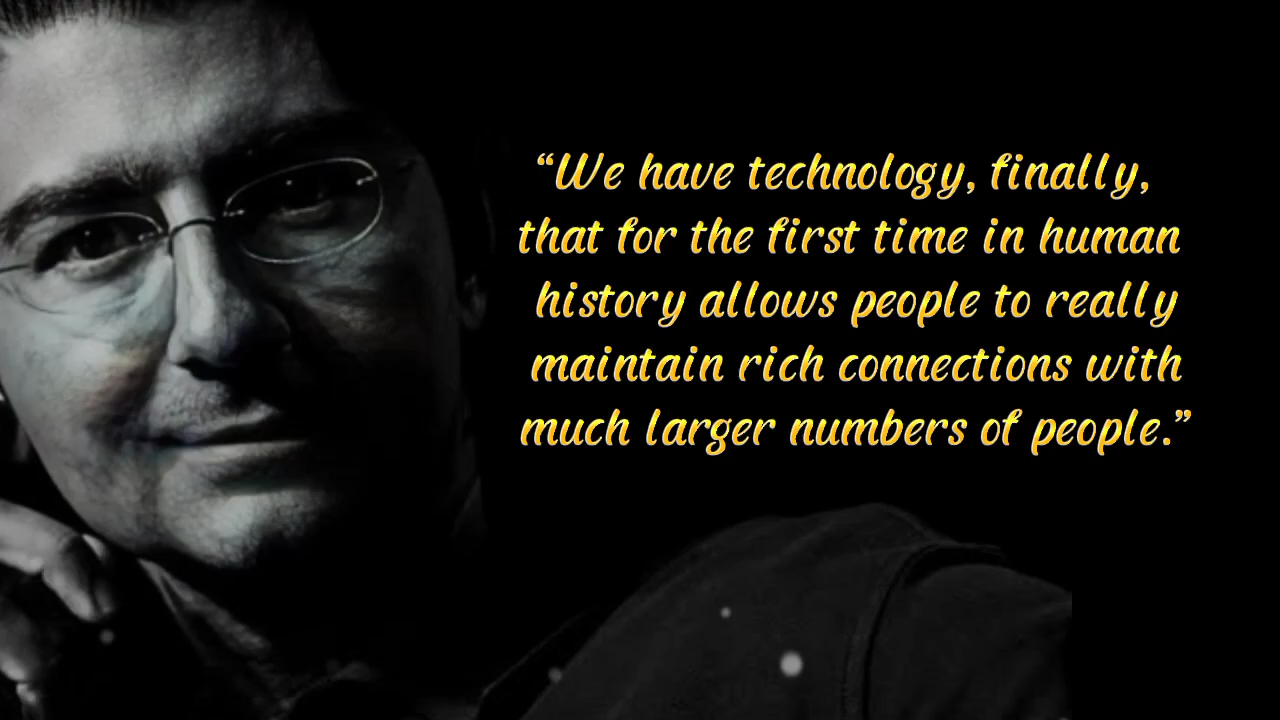 “We have technology, finally,
that for the first time in human
history allows people to really
maintain rich connections with
much larger numbers of people.”